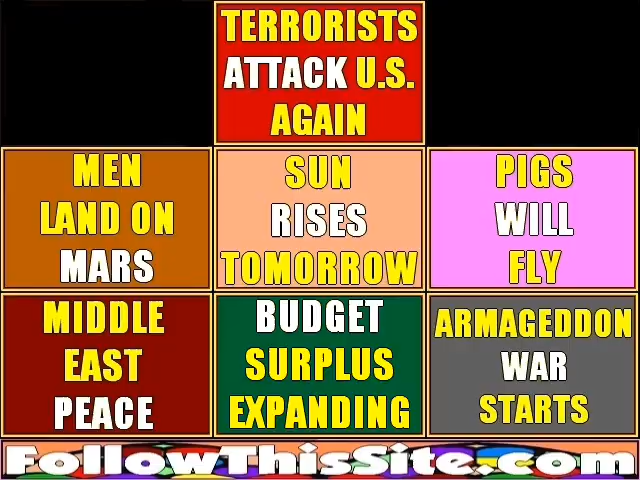 TERRORISTS
ATTACK U.S.
AGAIN
MEN
LAND ON
MARS
SUN
RISES
TOMORROW
PIGS
WILL
FLY
MIDDLE
EAST
PEACE
BUDGET
SURPLUS
EXPANDING
ARMAGEDDON
WAR
STARTS
FollowThisSite.com